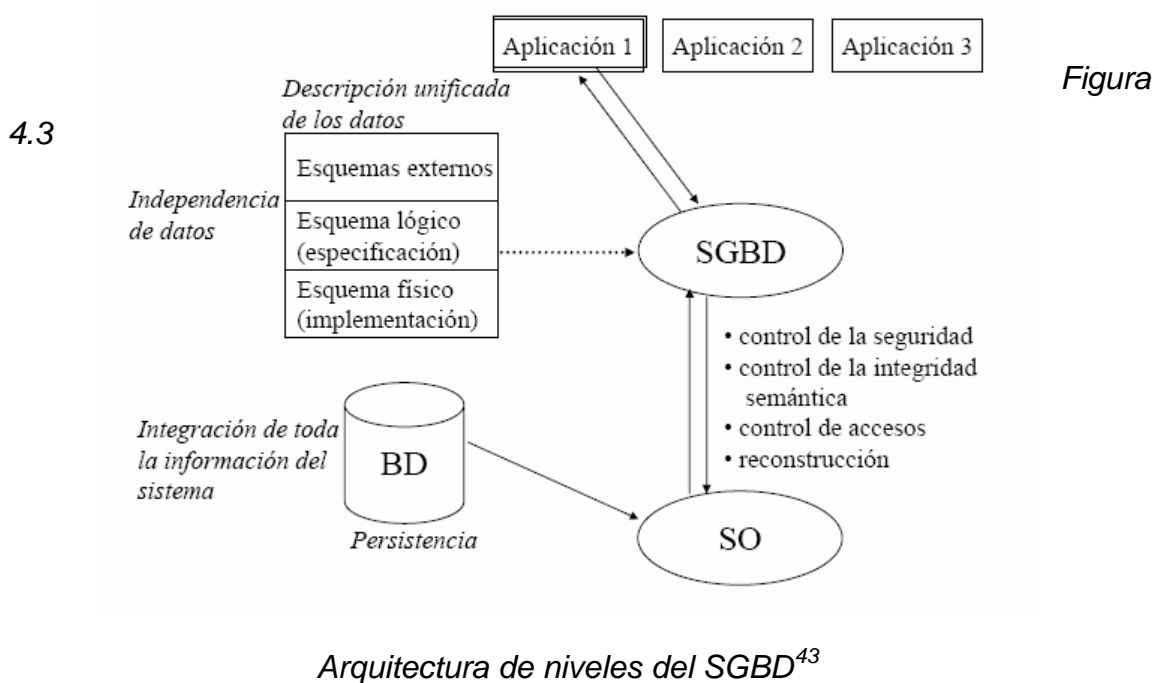 Aplicación 1
Aplicación 2
Aplicación 3
Figura
4.3
Descripción unificada
de los datos
Esquemas externos
Independencia
de datos
Esquema lógico
(especificación)
Esquema físico
(implementación)
SGBD
• control de la seguridad
• control de la integridad
semántica
• control de accesos
• reconstrucción
Integración de toda
la información del
sistema
BD
Persistencia
SO
Arquitectura de niveles del SGBD43